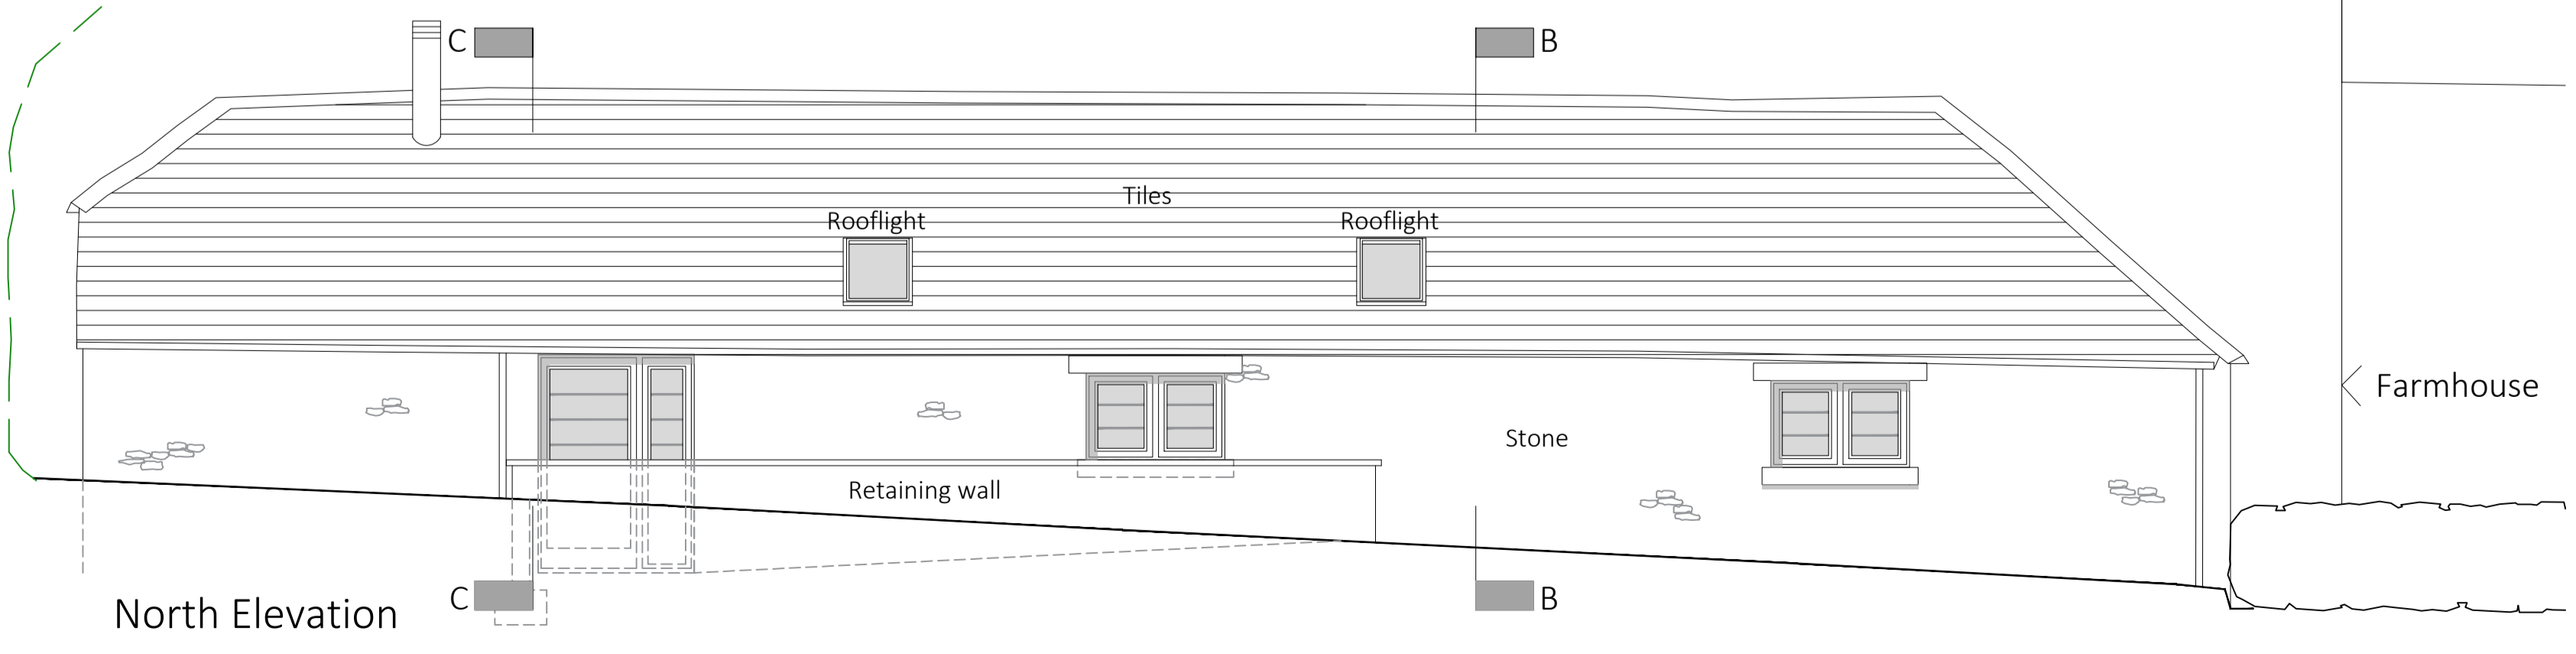 C
B
Tiles
Rooflight
Rooflight
Farmhouse
Stone
Retaining wall
C
B
North Elevation